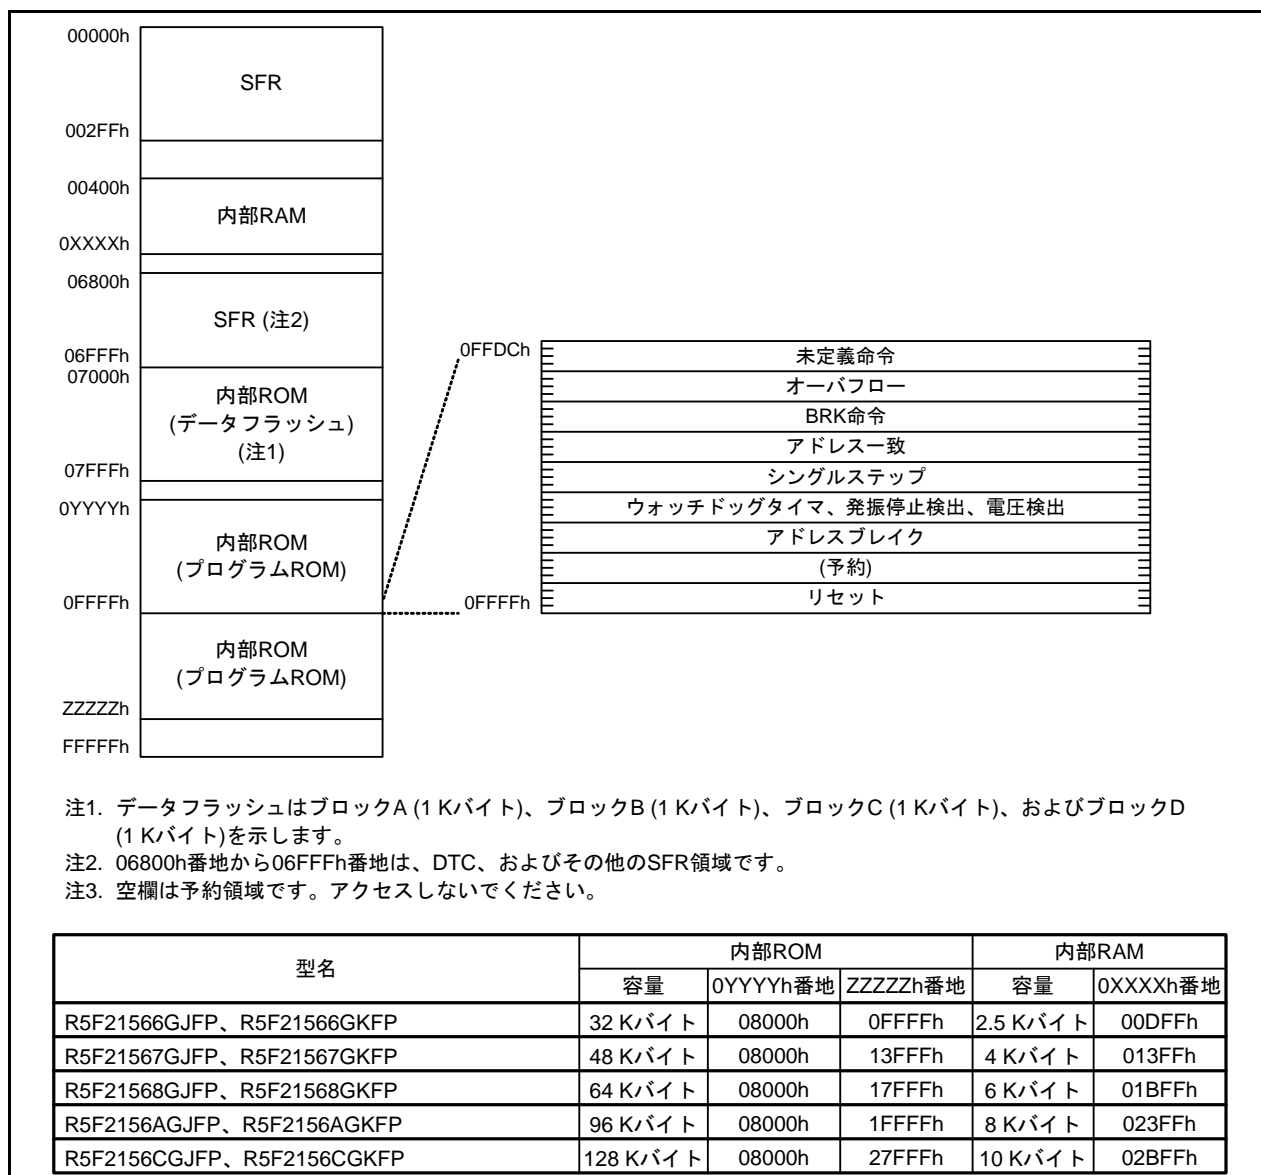 00000h
SFR
002FFh
00400h
内部RAM
0XXXXh
06800h
SFR (注2)
06FFFh
07000h
内部ROM
(データフラッシュ)
(注1)
07FFFh
0YYYYh
内部ROM
(プログラムROM)
0FFFFh
内部ROM
(プログラムROM)
ZZZZZh
FFFFFh
0FFDCh
未定義命令
オーバフロー
BRK命令
アドレス一致
シングルステップ
ウォッチドッグタイマ、発振停止検出、電圧検出
アドレスブレイク
(予約)
0FFFFh
リセット
注1. データフラッシュはブロックA (1 Kバイト)、ブロックB (1 Kバイト)、ブロックC (1 Kバイト)、およびブロックD
(1 Kバイト)を示します。
注2. 06800h番地から06FFFh番地は、DTC、およびその他のSFR領域です。
注3. 空欄は予約領域です。アクセスしないでください。
型名 内部ROM 内部RAM
容量 0YYYYh番地 ZZZZZh番地 容量 0XXXXh番地
R5F21566GJFP、R5F21566GKFP 32 Kバイト 08000h 0FFFFh 2.5 Kバイト 00DFFh
R5F21567GJFP、R5F21567GKFP 48 Kバイト 08000h 13FFFh 4 Kバイト 013FFh
R5F21568GJFP、R5F21568GKFP 64 Kバイト 08000h 17FFFh 6 Kバイト 01BFFh
R5F2156AGJFP、R5F2156AGKFP 96 Kバイト 08000h 1FFFFh 8 Kバイト 023FFh
R5F2156CGJFP、R5F2156CGKFP 128 Kバイト 08000h 27FFFh 10 Kバイト 02BFFh